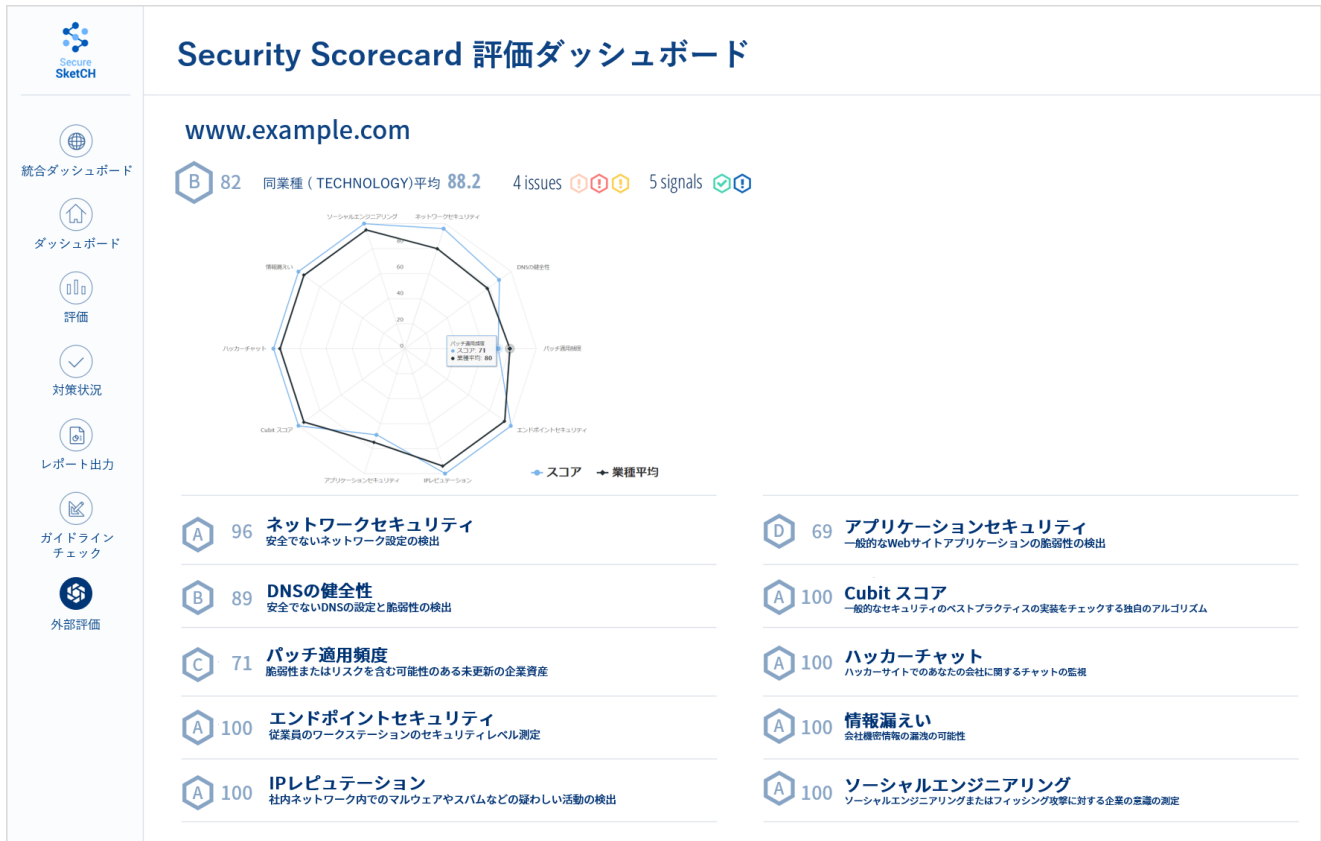 Secure
SketCH
Security Scorecard 評価ダッシュボード
統合ダッシュボード
ダッシュボード
評価
対策状況
レポート出力
ガイドライン
チェック
外部評価
www.example.com
B 82 同業種 ( TECHNOLOGY)平均 88.2 4 issues 5 signals
ソーシャルエンジニアリング ネットワークセキュリティ
80
情報漏えい 60 DNSの健全性
40
20
ハッカーチャット 0 パッチ適用頻度
パッチ適用頻度
スコア: 71
業種平均: 80
Cubit スコア エンドポイントセキュリティ
アプリケーションセキュリティ IPレピュテーション
スコア 業種平均
A 96 ネットワークセキュリティ
安全でないネットワーク設定の検出
B 89 DNSの健全性
安全でないDNSの設定と脆弱性の検出
C 71 パッチ適用頻度
脆弱性またはリスクを含む可能性のある未更新の企業資産
A 100 エンドポイントセキュリティ
従業員のワークステーションのセキュリティレベル測定
A 100 IPレピュテーション
社内ネットワーク内でのマルウェアやスパムなどの疑わしい活動の検出
D 69 アプリケーションセキュリティ
一般的なWebサイトアプリケーションの脆弱性の検出
A 100 Cubit スコア
一般的なセキュリティのベストプラクティスの実装をチェックする独自のアルゴリズム
A 100 ハッカーチャット
ハッカーサイトでのあなたの会社に関するチャットの監視
A 100 情報漏えい
会社機密情報の漏洩の可能性
A 100 ソーシャルエンジニアリング
ソーシャルエンジニアリングまたはフィッシング攻撃に対する企業の意識の測定